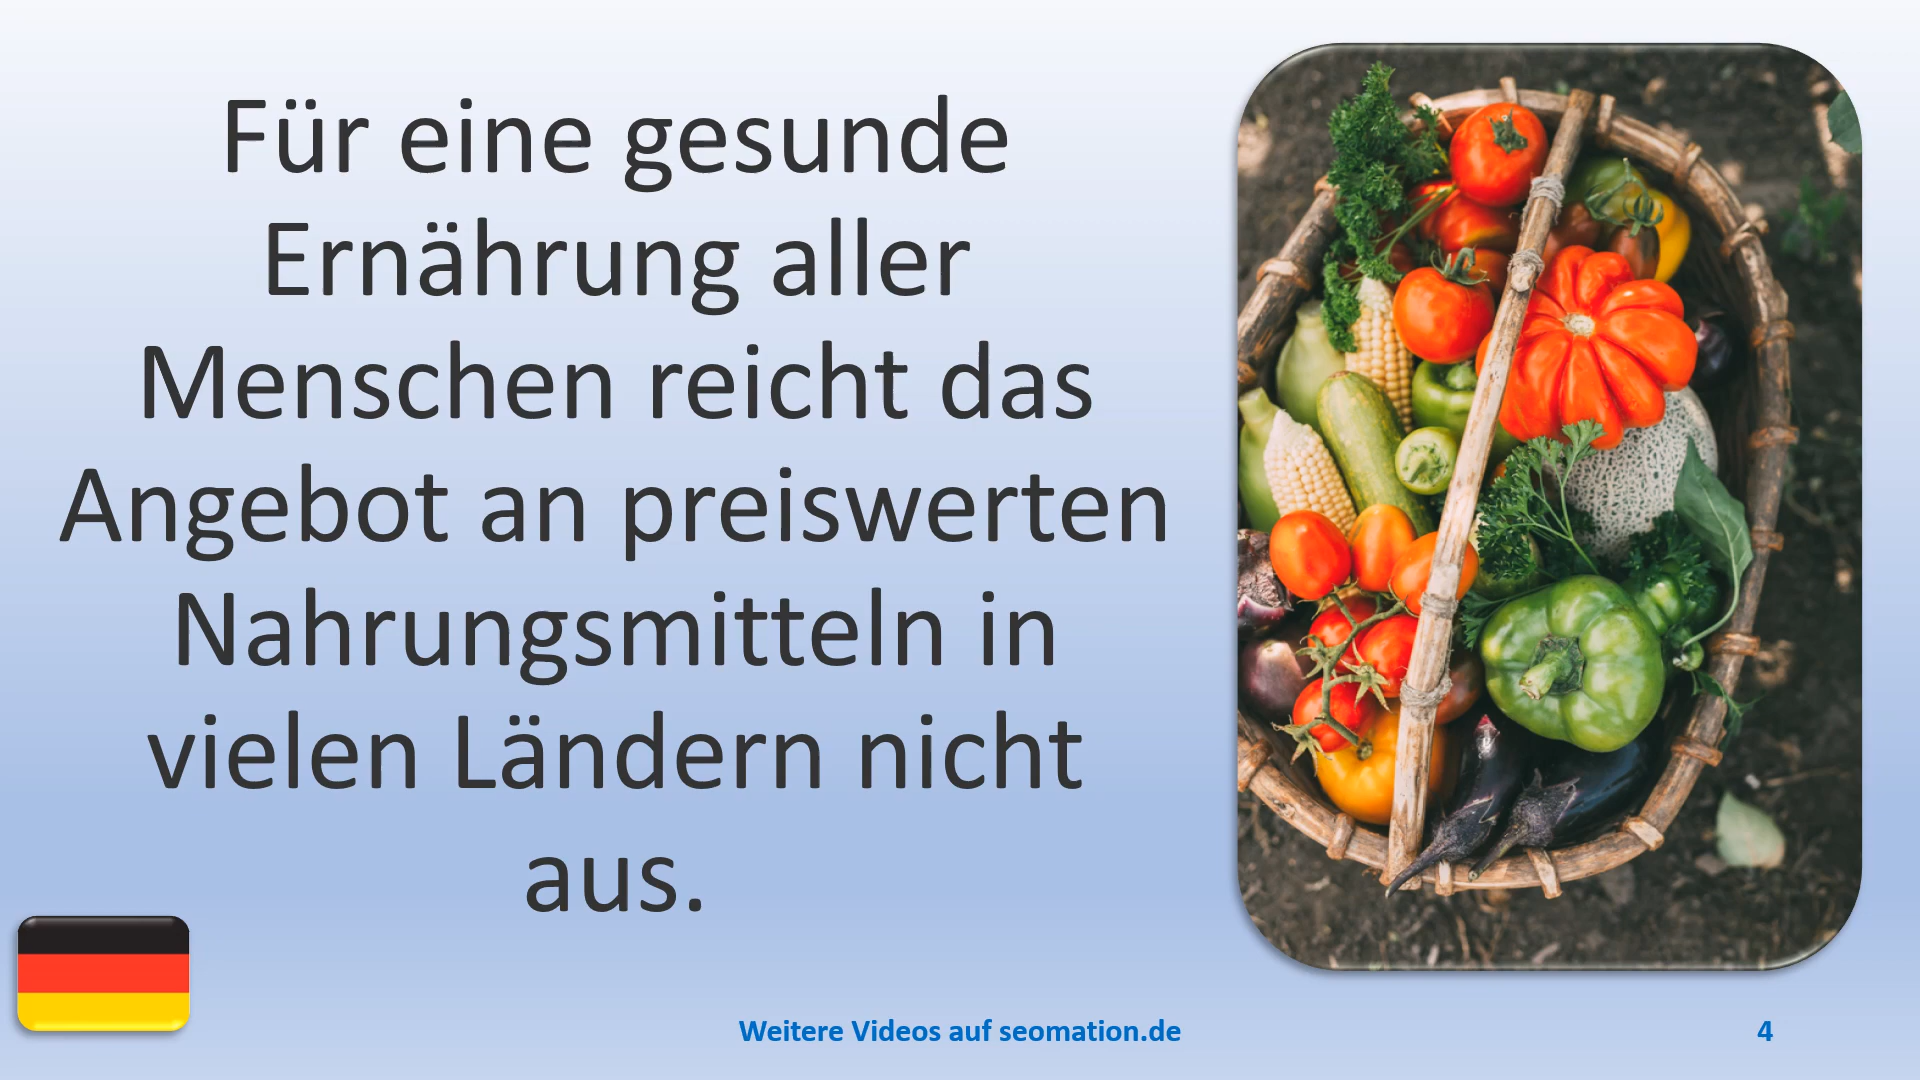 Für eine gesunde
Ernährung aller
Menschen reicht das
Angebot an preiswerten
Nahrungsmitteln in
vielen Ländern nicht
aus.
Weitere Videos auf seomation.de
4